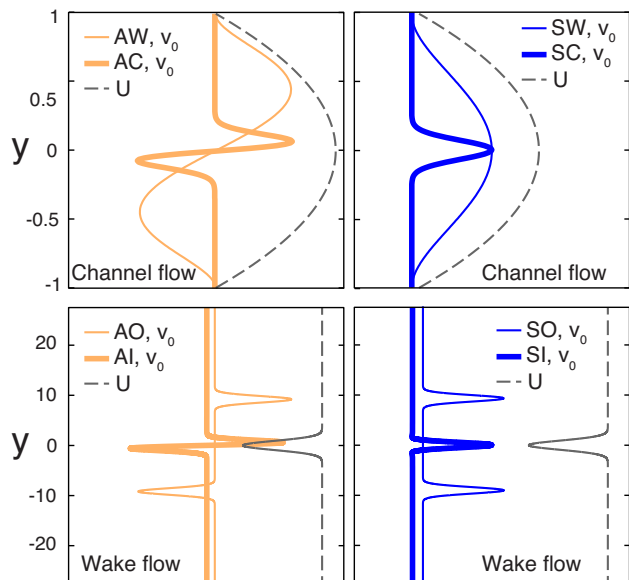 1
AW, v₀
AC, v₀
U
0.5
y
0
-0.5
-1
Channel flow
SW, v₀
SC, v₀
U
Channel flow
20
AO, v₀
AI, v₀
U
10
y
0
-10
-20
Wake flow
SO, v₀
SI, v₀
U
Wake flow